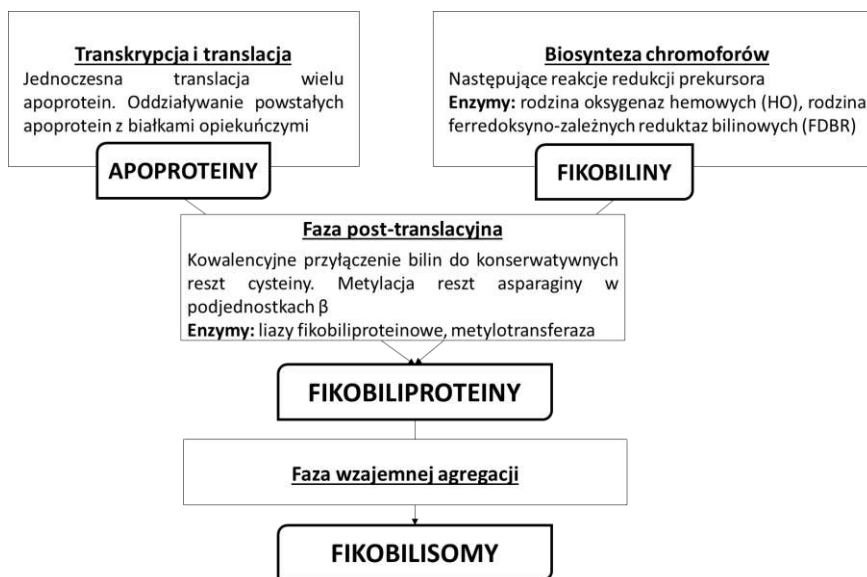 Transkrypcja i translacja
Jednoczesna translacja wielu
apoprotein. Oddziaływanie powstałych
apoprotein z białkami opiekuńczymi
APOPROTEINY
Biosynteza chromoforów
Następujące reakcje redukcji prekursora
Enzymy: rodzina oksygenaz hemowych (HO), rodzina
ferredoksyno-zależnych reduktaz bilinowych (FDBR)
FIKOBILINY
Faza post-translacyjna
Kowalencyjne przyłączenie bilin do konserwatywnych
reszt cysteiny. Metylacja reszt asparaginy w
podjednostkach β
Enzymy: liazy fikobiliproteinowe, metylotransferaza
FIKOBILIPROTEINY
Faza wzajemnej agregacji
FIKOBILISOMY